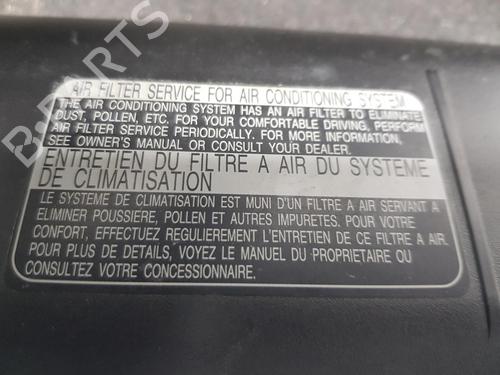 AIR FILTER SERVICE FOR AIR CONDITIONING SYSTEM
THE AIR CONDITIONING SYSTEM HAS AN AIR FILTER TO ELIMINATE
DUST, POLLEN, ETC. FOR YOUR COMFORTABLE DRIVING, PERFORM
AIR FILTER SERVICE PERIODICALLY. FOR MORE INFORMATION,
SEE OWNER'S MANUAL OR CONSULT YOUR DEALER.
ENTRETIEN DU FILTRE A AIR DU SYSTEME
DE CLIMATISATION
LE SYSTEME DE CLIMATISATION EST MUNI D'UN FILTRE A AIR SERVANT A
ELIMINER POUSSIERE, POLLEN ET AUTRES IMPURETES. POUR VOTRE
CONFORT, EFFECTUEZ REGULIEREMENT L'ENTRETIEN DE CE FILTRE A AIR.
POUR PLUS DE DETAILS, VOYEZ LE MANUEL DU PROPRIETAIRE OU
CONSULTEZ VOTRE CONCESSIONNAIRE.
B-PARTS